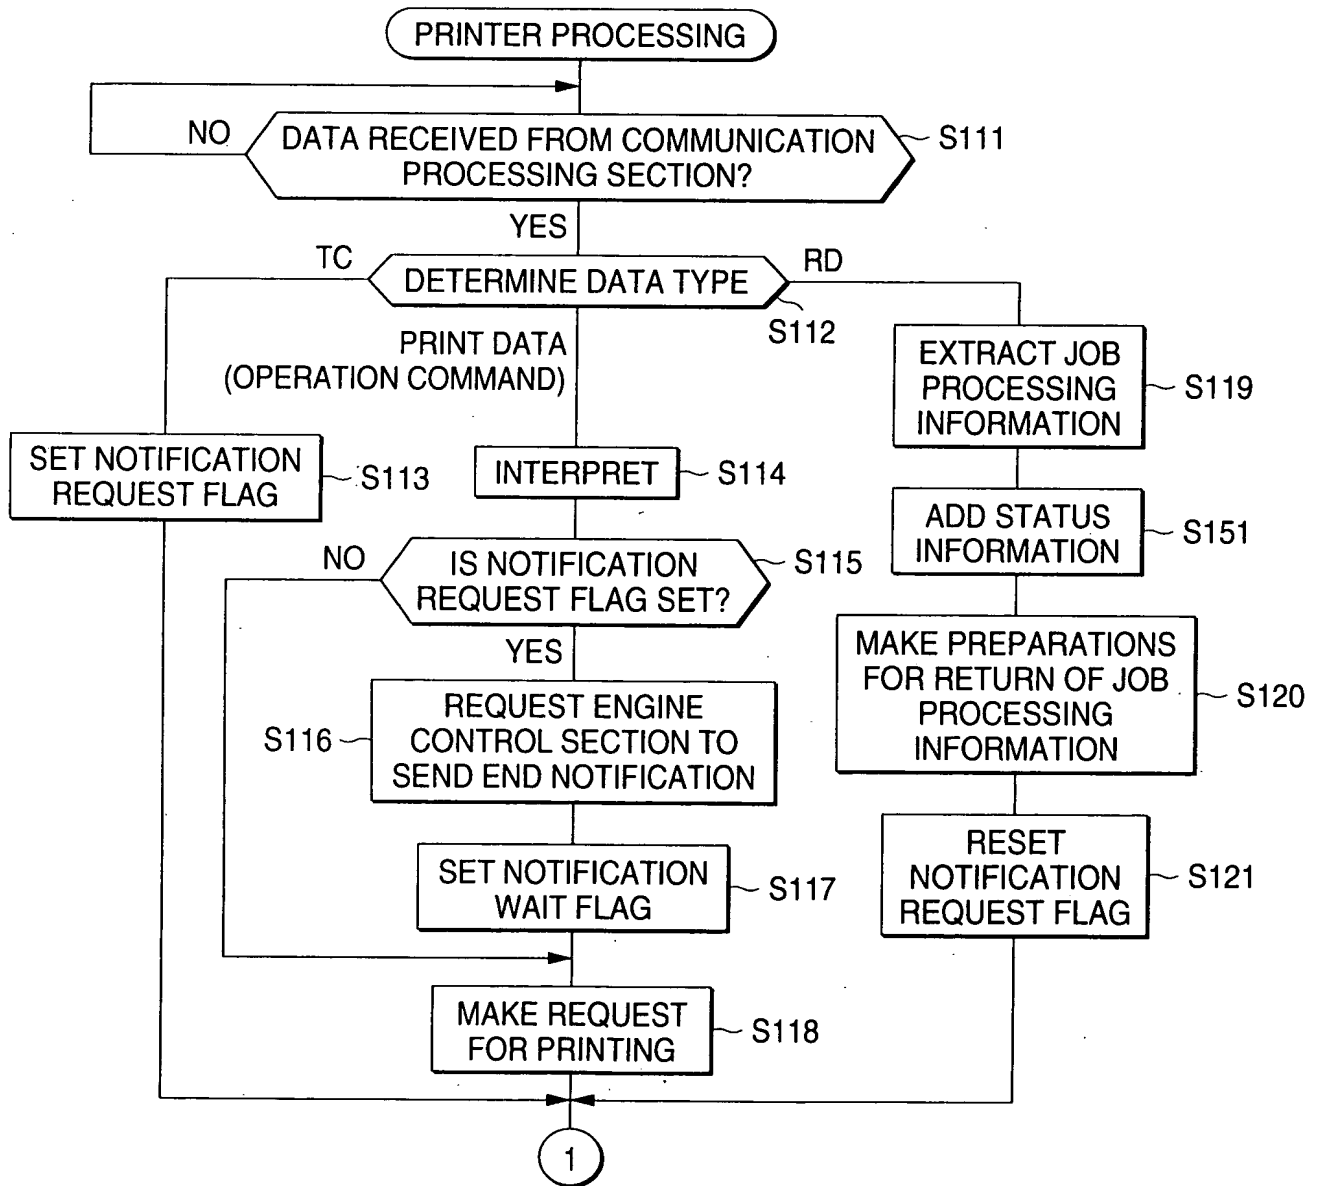 PRINTER PROCESSING
NO
DATA RECEIVED FROM COMMUNICATION
PROCESSING SECTION?
S111
YES
TC
DETERMINE DATA TYPE
RD
S112
PRINT DATA
(OPERATION COMMAND)
EXTRACT JOB
PROCESSING
INFORMATION
S119
SET NOTIFICATION
REQUEST FLAG
S113
INTERPRET
S114
ADD STATUS
INFORMATION
S151
NO
IS NOTIFICATION
REQUEST FLAG SET?
S115
YES
MAKE PREPARATIONS
FOR RETURN OF JOB
PROCESSING
INFORMATION
S120
S116
REQUEST ENGINE
CONTROL SECTION TO
SEND END NOTIFICATION
SET NOTIFICATION
WAIT FLAG
S117
RESET
NOTIFICATION
REQUEST FLAG
S121
MAKE REQUEST
FOR PRINTING
S118
1